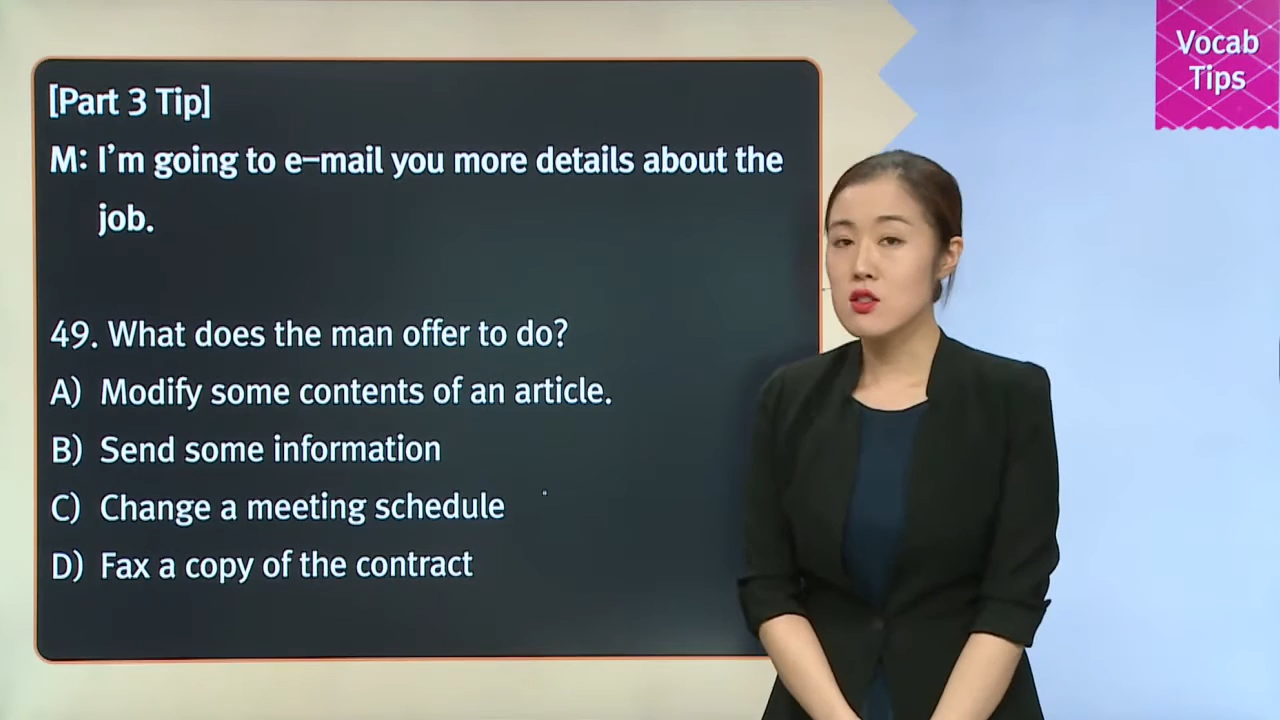 Vocab
Tips
[Part 3 Tip]
M: I'm going to e-mail you more details about the
job.
49. What does the man offer to do?
A) Modify some contents of an article.
B) Send some information
C) Change a meeting schedule
D) Fax a copy of the contract